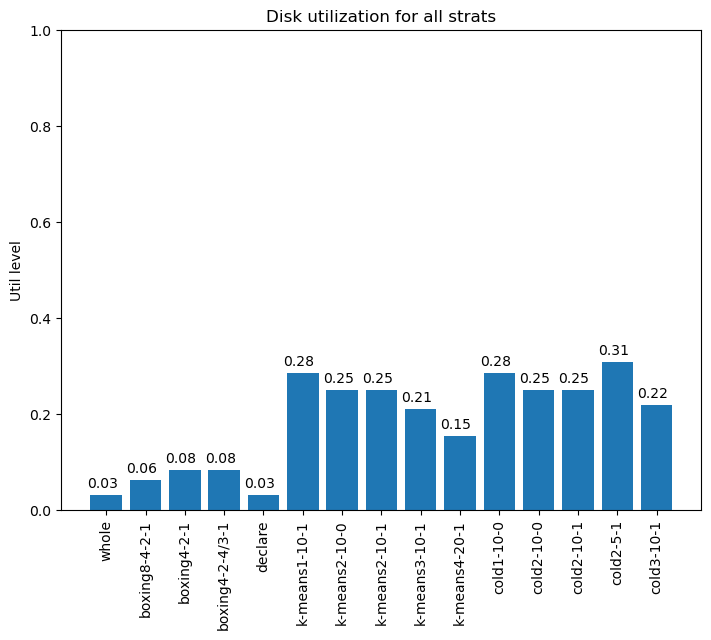 Disk utilization for all strats
Util level
1.0
0.8
0.6
0.4
0.2
0.0
0.03
0.06
0.08
0.08
0.03
0.28
0.25
0.25
0.21
0.15
0.28
0.25
0.25
0.31
0.22
whole
boxing8-4-2-1
boxing4-2-1
boxing4-2-4/3-1
declare
k-means1-10-1
k-means2-10-0
k-means2-10-1
k-means3-10-1
k-means4-20-1
cold1-10-0
cold2-10-0
cold2-10-1
cold2-5-1
cold3-10-1